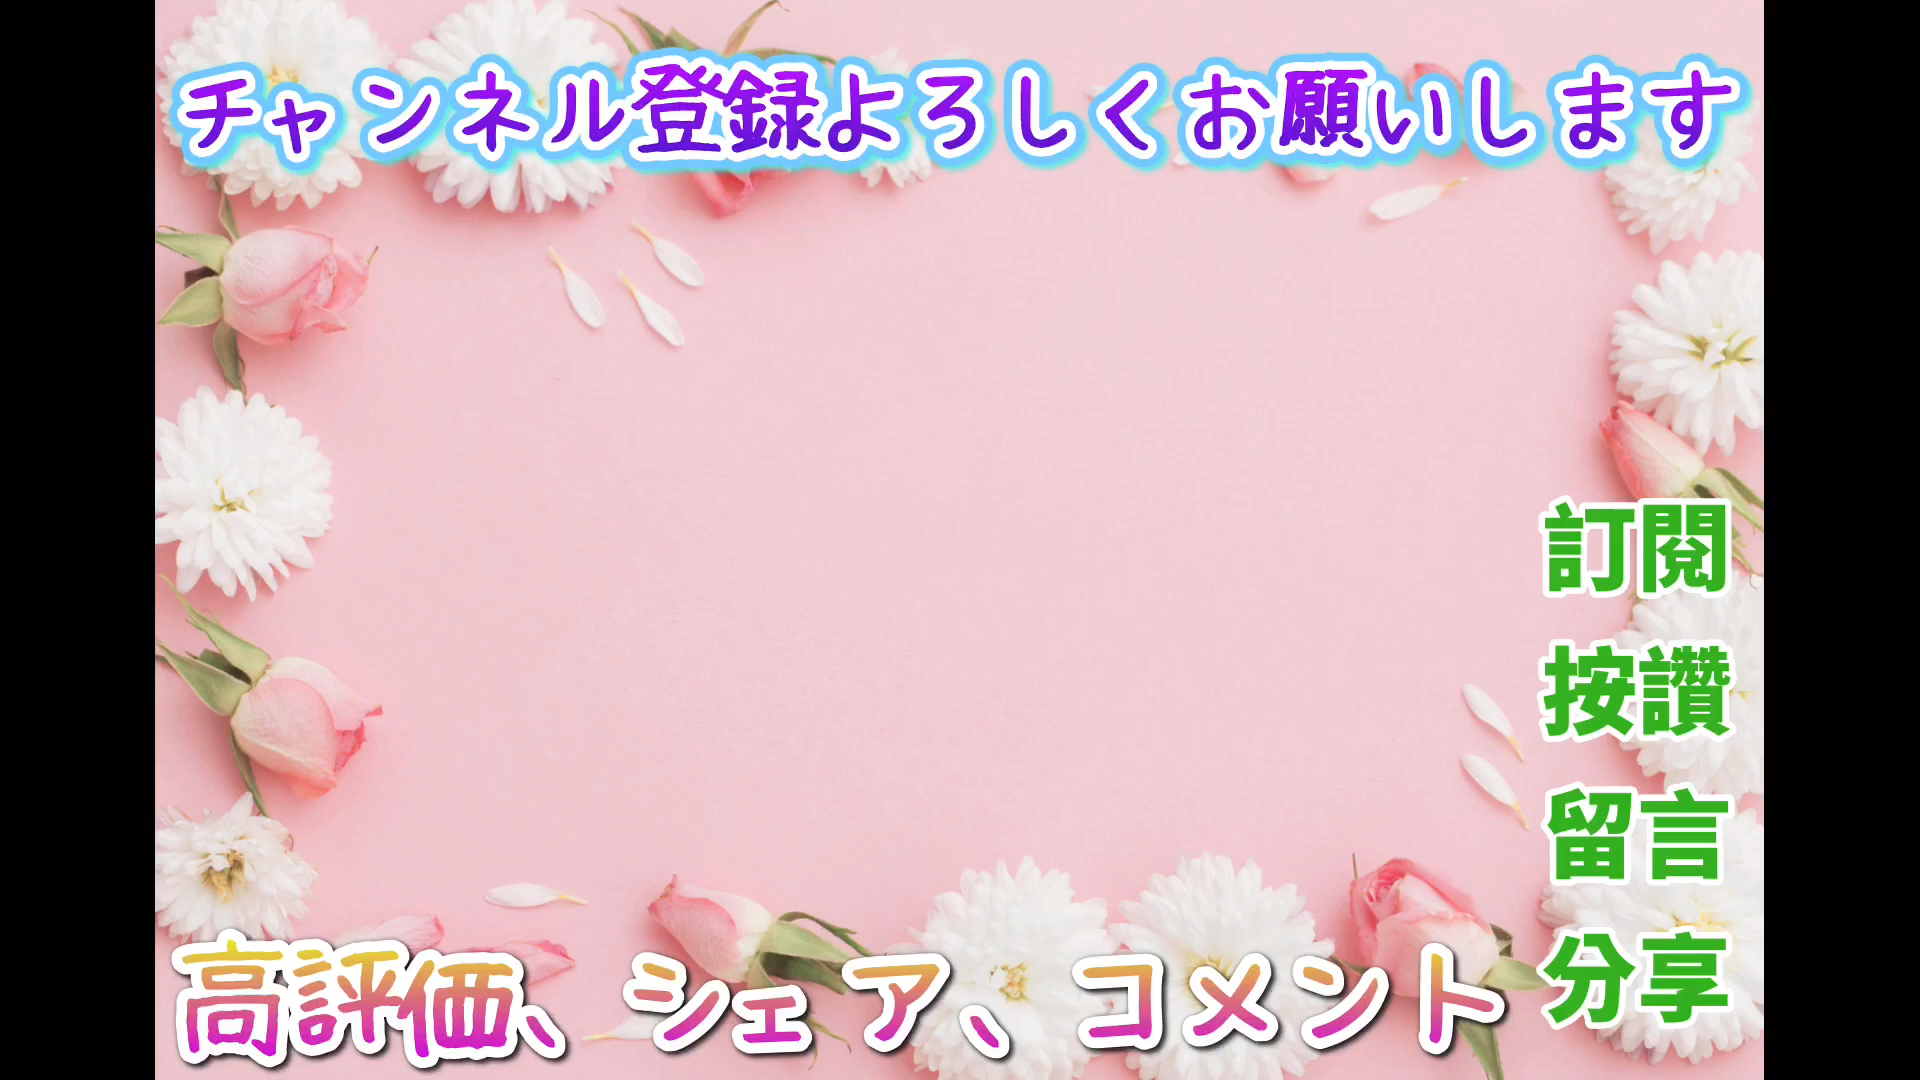 チャンネル登録よろしくお願いします
訂閱
按讚
留言
分享
高評価、シェア、コメント